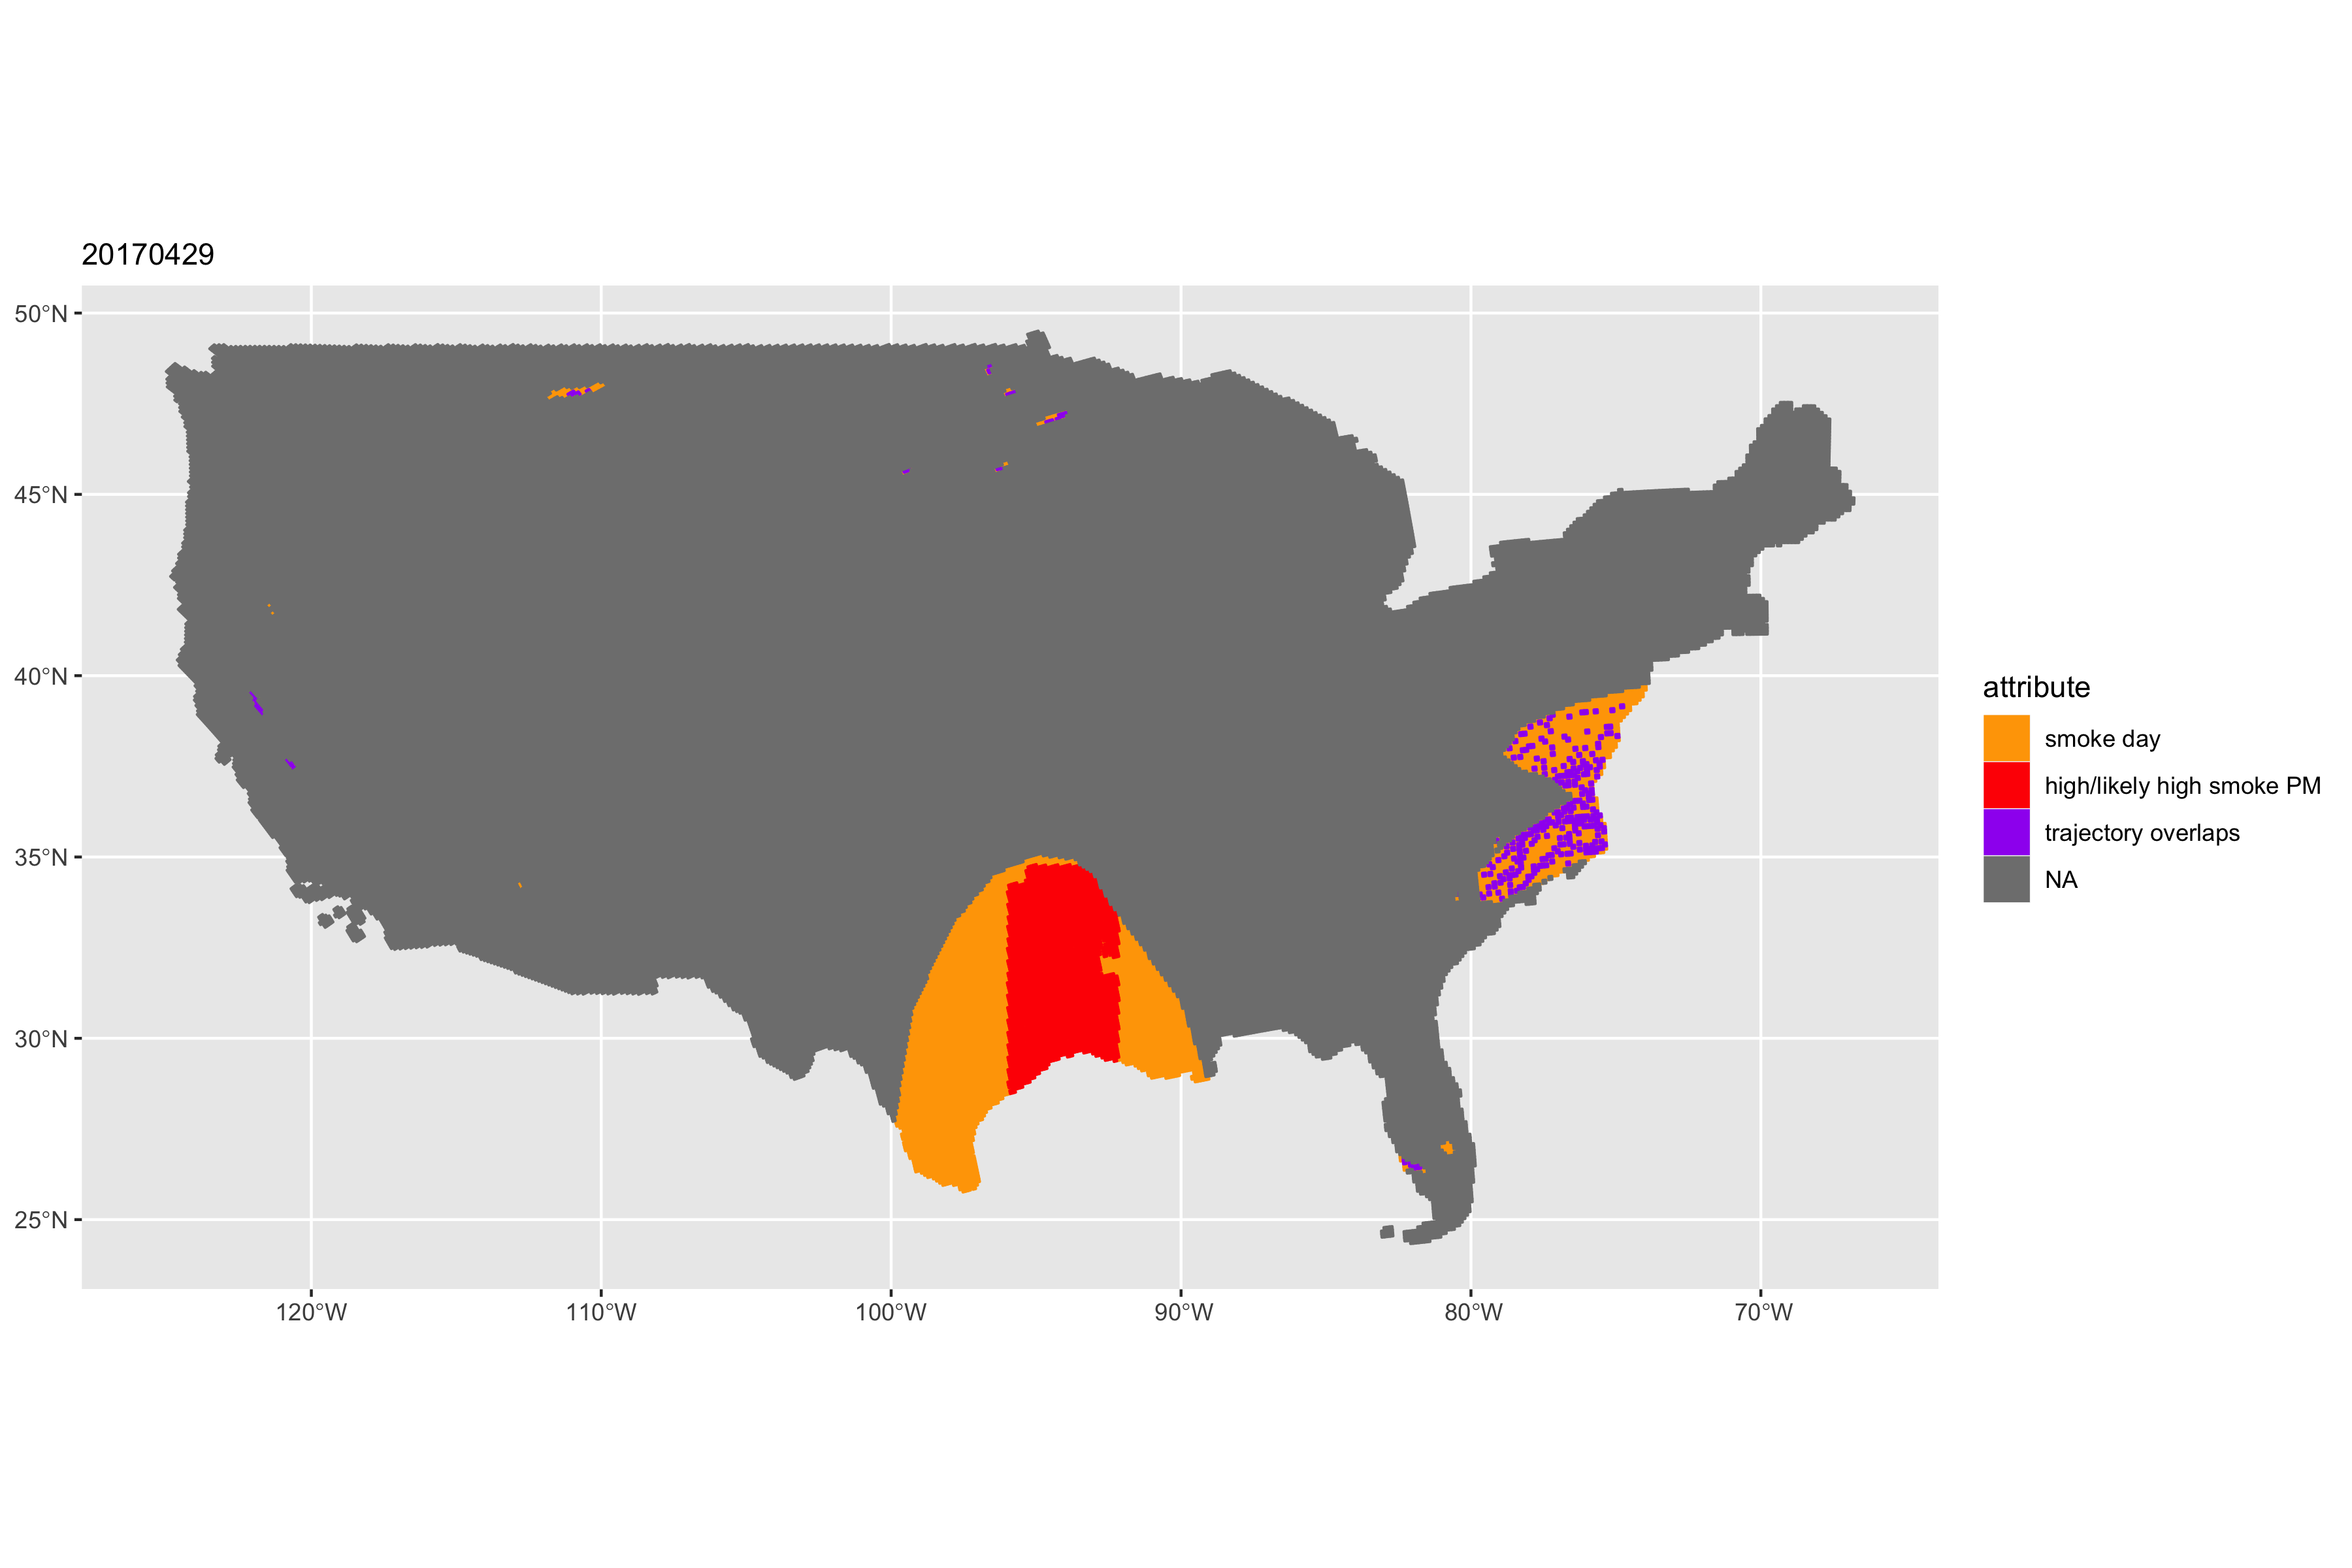 20170429
50°N
45°N
40°N
35°N
30°N
25°N
120°W
110°W
100°W
90°W
80°W
70°W
attribute
smoke day
high/likely high smoke PM
trajectory overlaps
NA